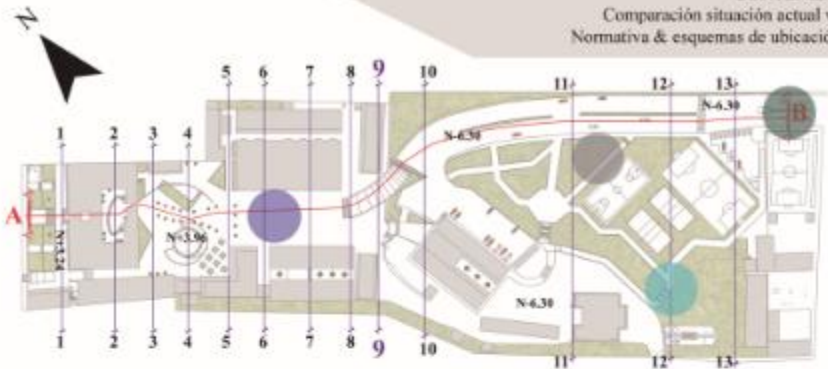 Comparación situación actual y
Normativa & esquemas de ubicació
N
5 6 7 8 9 10 11 12 13
1 2 3 4
N-6.30
B
N-6.30
A
N+3.96
N-6.30
1 2 3 4 5 6 7 8 9 10 11 12 13